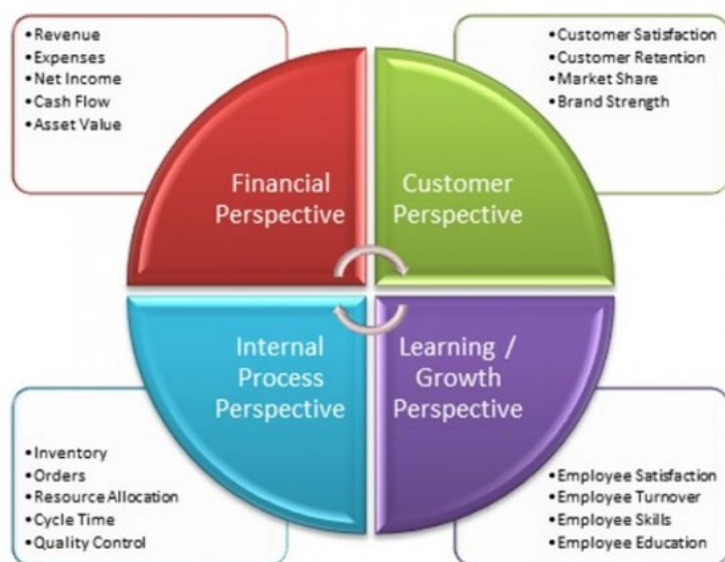 • Revenue
• Expenses
• Net Income
• Cash Flow
• Asset Value
• Customer Satisfaction
• Customer Retention
• Market Share
• Brand Strength
Financial
Perspective
Customer
Perspective
Internal
Process
Perspective
Learning /
Growth
Perspective
• Inventory
• Orders
• Resource Allocation
• Cycle Time
• Quality Control
• Employee Satisfaction
• Employee Turnover
• Employee Skills
• Employee Education